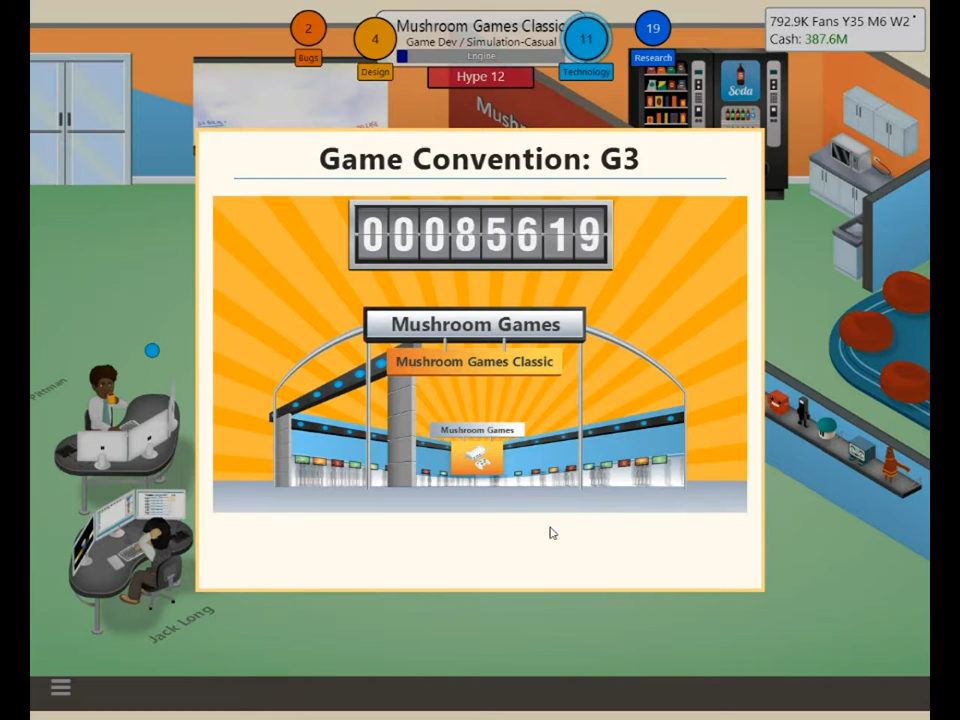 2
Bugs
4
Design
Mushroom Games Classic
Game Dev / Simulation-Casual
Engine
Hype 12
11
Technology
19
Research
792.9K Fans Y35 M6 W2
Cash: 387.6M
Soda
Mush
Game Convention: G3
00085619
Mushroom Games
Mushroom Games Classic
Mushroom Games
Pittman
Jack Long